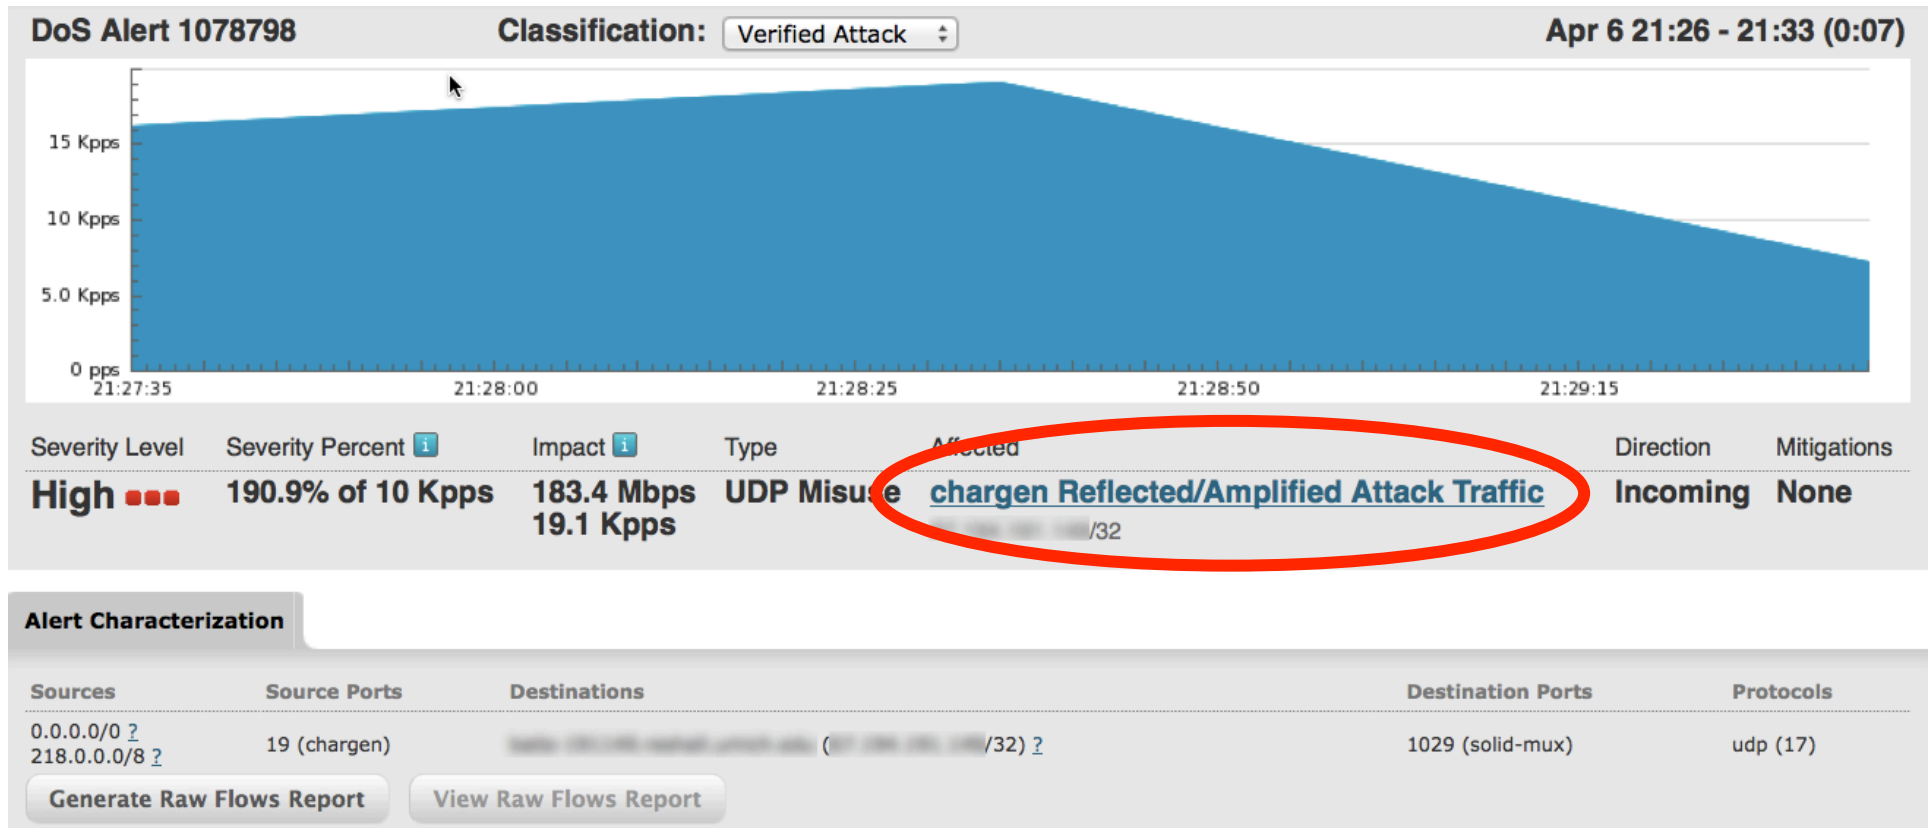 DoS Alert 1078798 Classification: Verified Attack Apr 6 21:26 - 21:33 (0:07)
15 Kpps
10 Kpps
5.0 Kpps
0 pps
21:27:35 21:28:00 21:28:25 21:28:50 21:29:15
Severity Level Severity Percent i Impact i Type Affected Direction Mitigations
High 190.9% of 10 Kpps 183.4 Mbps UDP Misuse chargen Reflected/Amplified Attack Traffic Incoming None
19.1 Kpps /32
Alert Characterization
Sources Source Ports Destinations Destination Ports Protocols
0.0.0.0/0 ?
19 (chargen) ( /32) ? 1029 (solid-mux) udp (17)
218.0.0.0/8 ?
Generate Raw Flows Report View Raw Flows Report